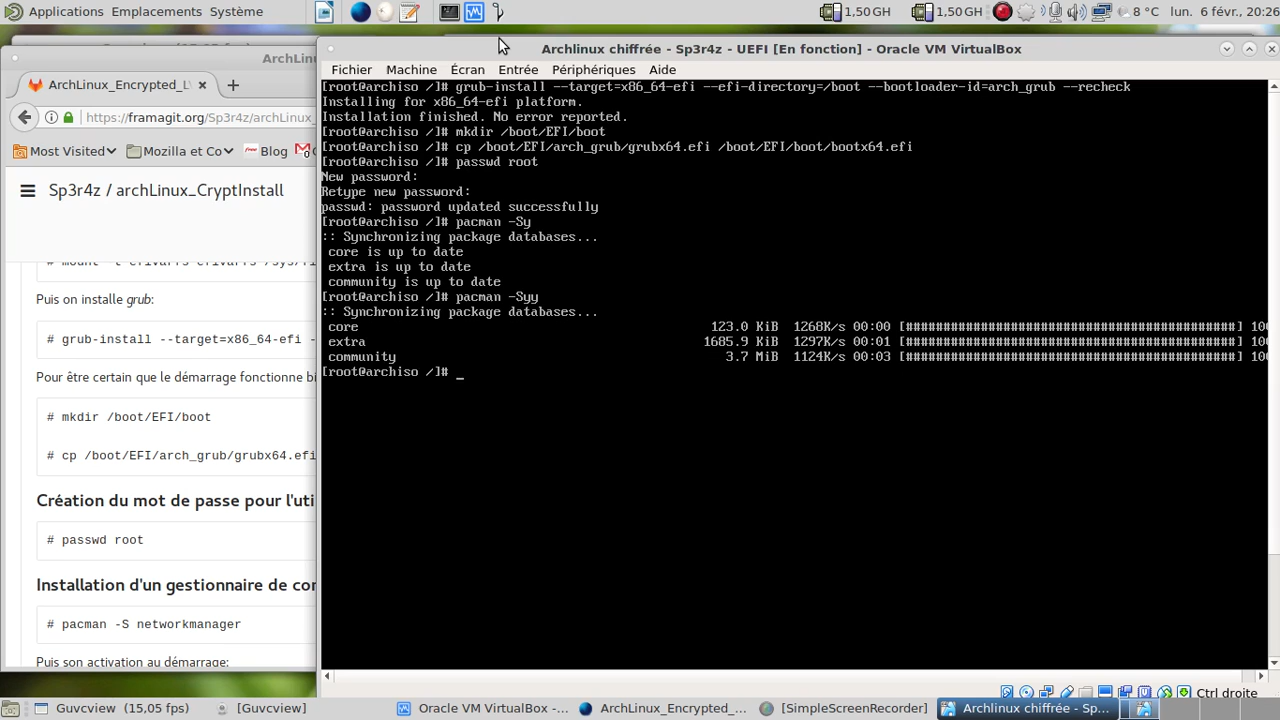 Applications Emplacements Système 1,50 GH 1,50 GH 8 °C lun. 6 févr., 20:26
ArchLin
Archlinux chiffrée - Sp3r4z - UEFI [En fonction] - Oracle VM VirtualBox
ArchLinux_Encrypted_L
https://framagit.org/Sp3r4z/archLinux_
Most Visited Mozilla et Co Blog
Sp3r4z / archLinux_CryptInstall
Puis on installe grub:
# grub-install --target=x86_64-efi -
Pour être certain que le démarrage fonctionne bi
# mkdir /boot/EFI/boot
# cp /boot/EFI/arch_grub/grubx64.efi
Création du mot de passe pour l'uti
# passwd root
Installation d'un gestionnaire de co
# pacman -S networkmanager
Puis son activation au démarrage:
Fichier Machine Écran Entrée Périphériques Aide
[root@archiso /]# grub-install --target=x86_64-efi --efi-directory=/boot --bootloader-id=arch_grub --recheck
Installing for x86_64-efi platform.
Installation finished. No error reported.
[root@archiso /]# mkdir /boot/EFI/boot
[root@archiso /]# cp /boot/EFI/arch_grub/grubx64.efi /boot/EFI/boot/bootx64.efi
[root@archiso /]# passwd root
New password:
Retype new password:
passwd: password updated successfully
[root@archiso /]# pacman -Sy
:: Synchronizing package databases...
core is up to date
extra is up to date
community is up to date
[root@archiso /]# pacman -Syy
:: Synchronizing package databases...
core 123.0 KiB 1268K/s 00:00 [############################################] 100
extra 1685.9 KiB 1297K/s 00:01 [############################################] 100
community 3.7 MiB 1124K/s 00:03 [############################################] 100
[root@archiso /]# _
Ctrl droite
Guvcview (15,05 fps) [Guvcview] Oracle VM VirtualBox -... ArchLinux_Encrypted_... [SimpleScreenRecorder] Archlinux chiffrée - Sp...